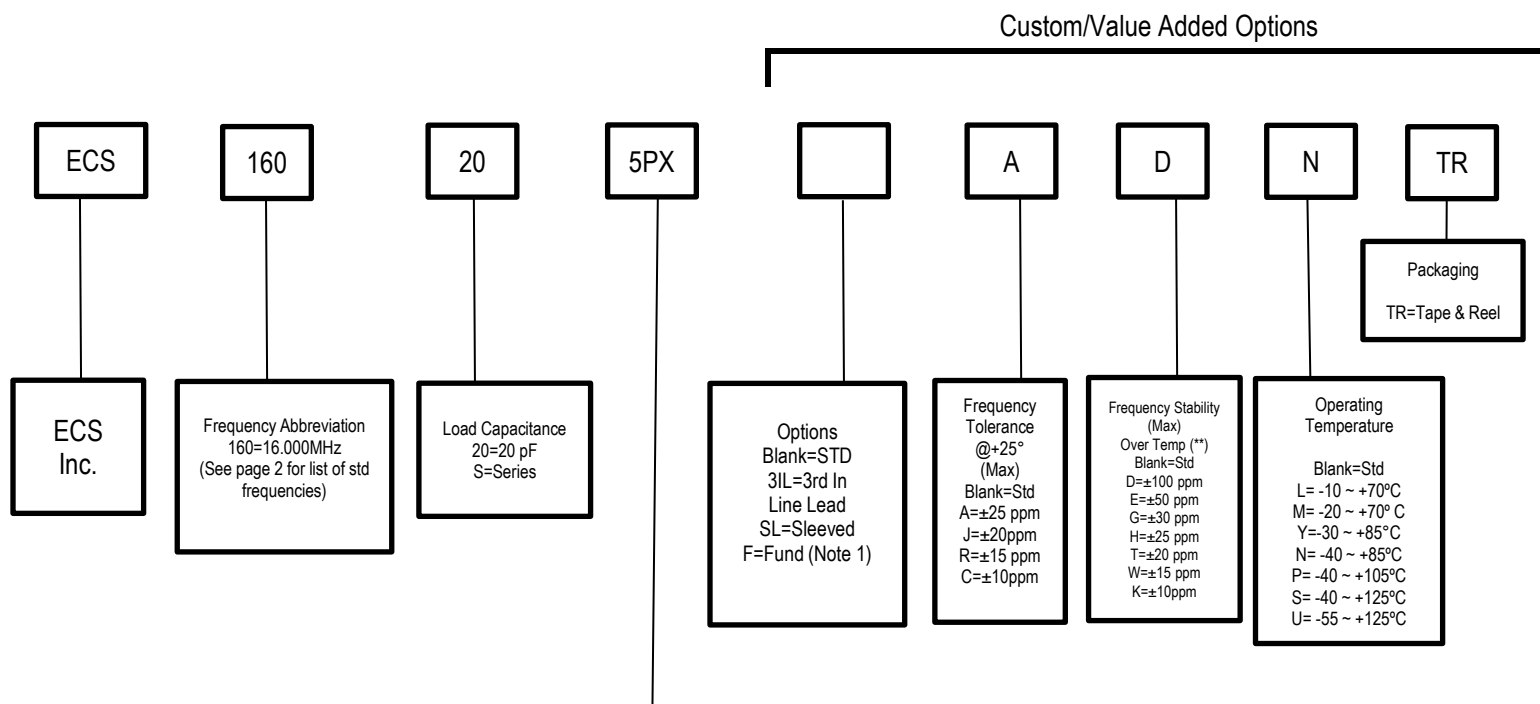 Custom/Value Added Options
ECS
160
20
5PX
A
D
N
TR
Packaging
TR=Tape & Reel
ECS
Inc.
Frequency Abbreviation
160=16.000MHz
(See page 2 for list of std
frequencies)
Load Capacitance
20=20 pF
S=Series
Options
Blank=STD
3IL=3rd In
Line Lead
SL=Sleeved
F=Fund (Note 1)
Frequency
Tolerance
@+25°
(Max)
Blank=Std
A=±25 ppm
J=±20ppm
R=±15 ppm
C=±10ppm
Frequency Stability
(Max)
Over Temp (**)
Blank=Std
D=±100 ppm
E=±50 ppm
G=±30 ppm
H=±25 ppm
T=±20 ppm
W=±15 ppm
K=±10ppm
Operating
Temperature
Blank=Std
L= -10 ~ +70ºC
M= -20 ~ +70º C
Y=-30 ~ +85°C
N= -40 ~ +85ºC
P= -40 ~ +105ºC
S= -40 ~ +125ºC
U= -55 ~ +125ºC